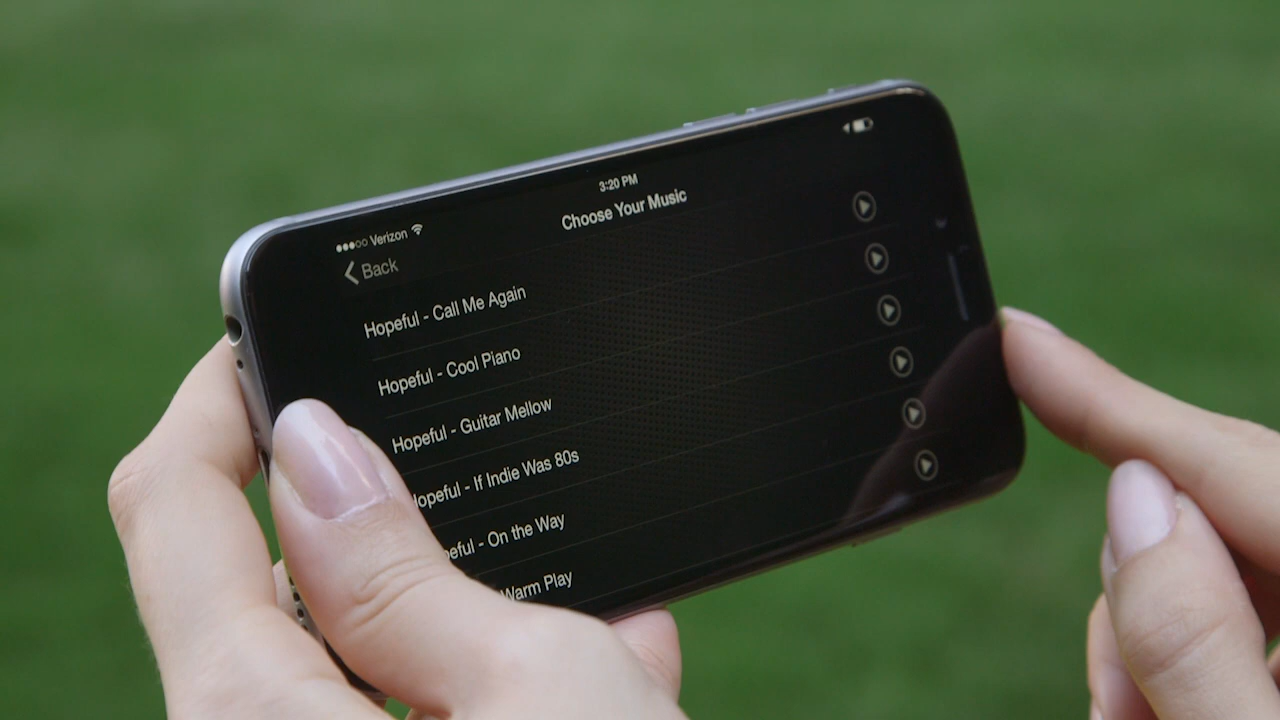 3:20 PM
Verizon
Choose Your Music
Back
Hopeful - Call Me Again
Hopeful - Cool Piano
Hopeful - Guitar Mellow
opeful - If Indie Was 80s
eful - On the Way
Warm Play